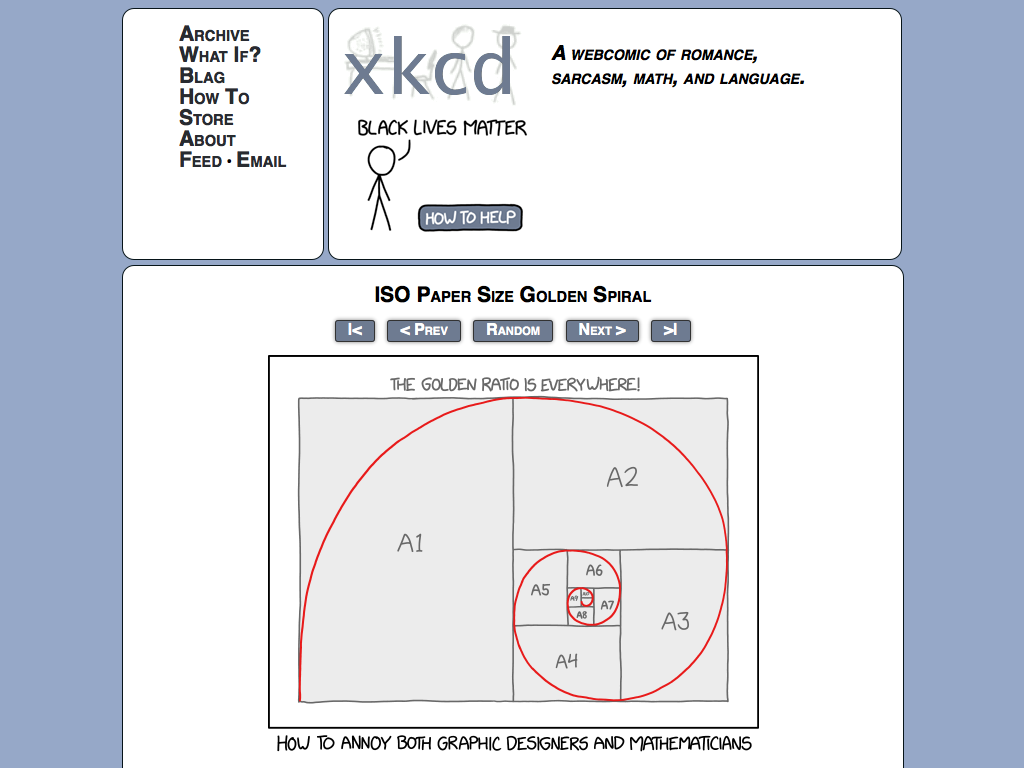 Archive
What If?
Blag
How To
Store
About
Feed • Email
xkcd
A webcomic of romance,
sarcasm, math, and language.
BLACK LIVES MATTER
HOW TO HELP
ISO Paper Size Golden Spiral
|<
< Prev
Random
Next >
>|
THE GOLDEN RATIO IS EVERYWHERE!
A1
A2
A3
A4
A5
A6
A7
A8
A9
HOW TO ANNOY BOTH GRAPHIC DESIGNERS AND MATHEMATICIANS